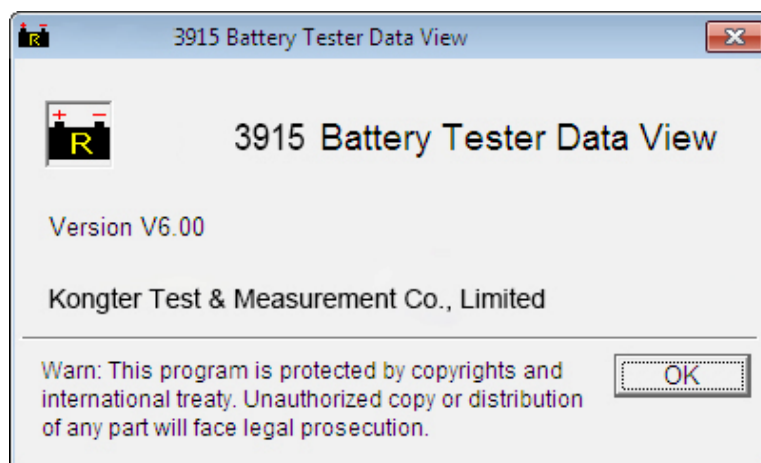 3915 Battery Tester Data View
+ -
R
3915 Battery Tester Data View
Version V6.00
Kongter Test & Measurement Co., Limited
Warn: This program is protected by copyrights and
international treaty. Unauthorized copy or distribution
of any part will face legal prosecution.
OK